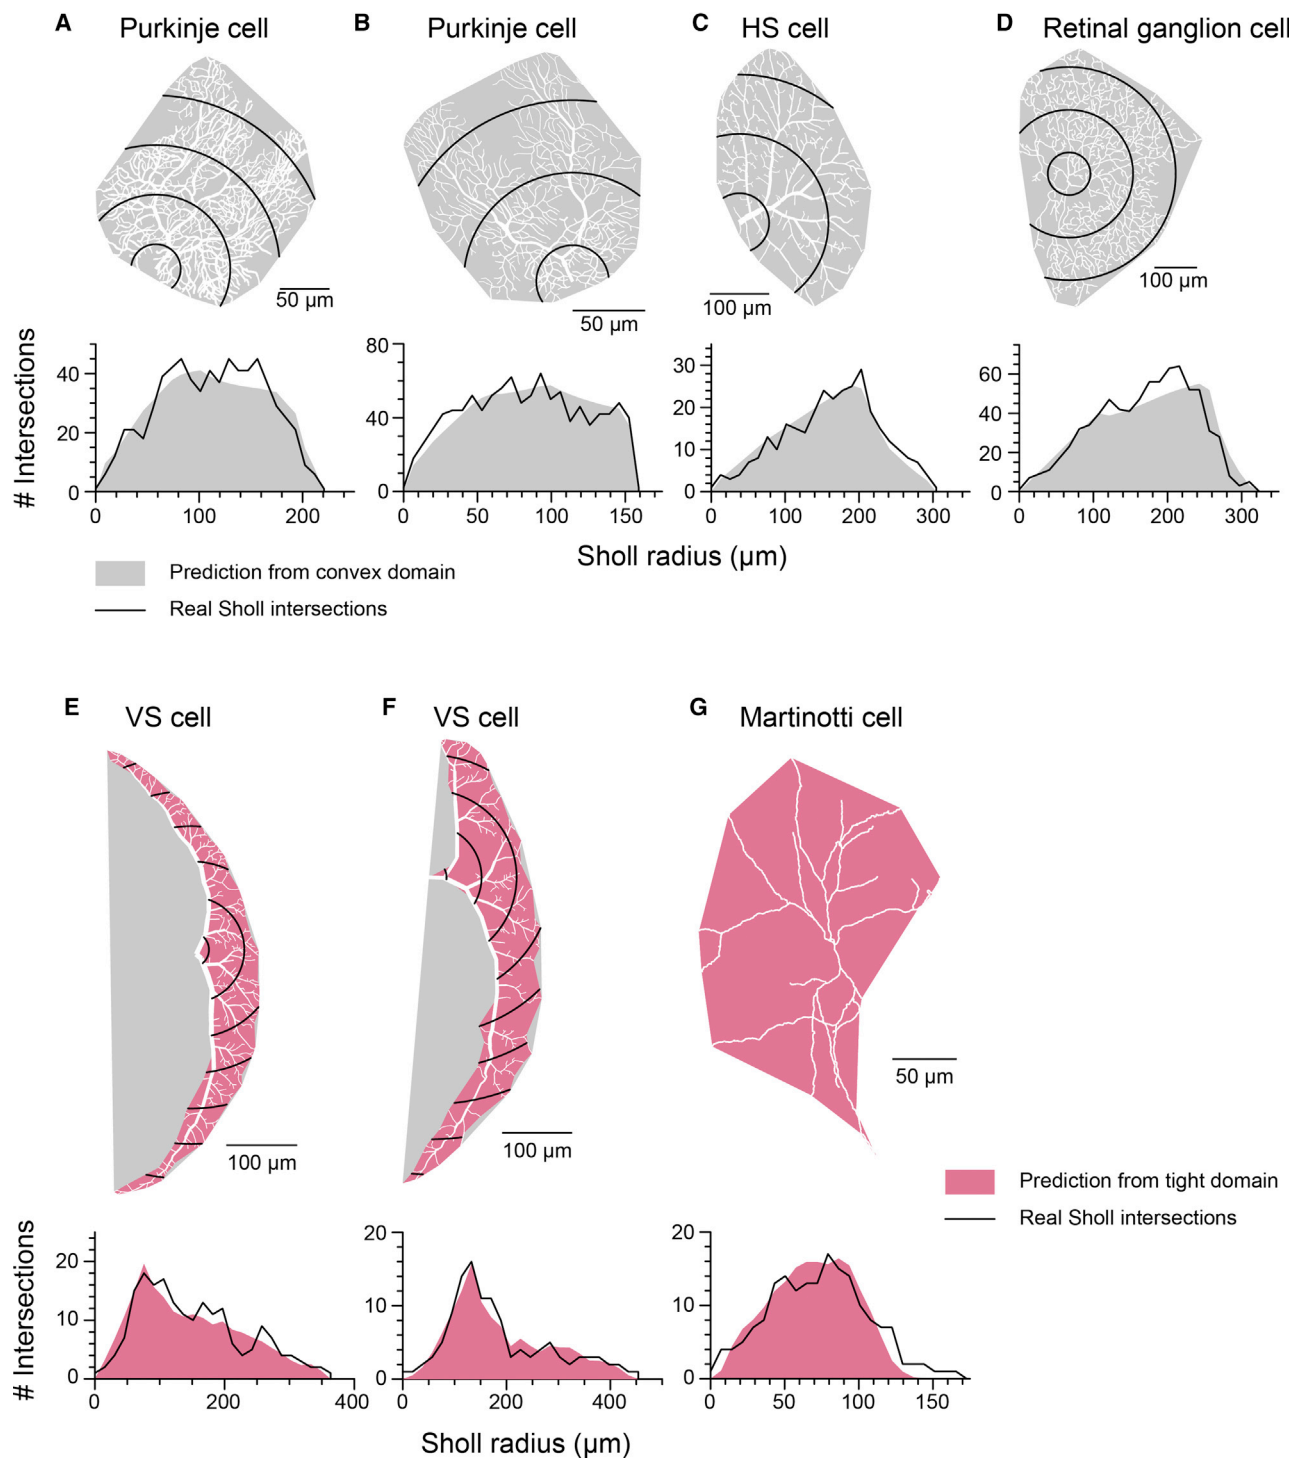 A Purkinje cell
B Purkinje cell
C HS cell
D Retinal ganglion cell
50 µm
50 µm
100 µm
100 µm
# Intersections
40
20
0
0 100 200
80
40
0
0 50 100 150
30
20
10
0
0 100 200 300
60
40
20
0
0 100 200 300
Sholl radius (µm)
Prediction from convex domain
Real Sholl intersections
E VS cell
F VS cell
G Martinotti cell
100 µm
100 µm
50 µm
Prediction from tight domain
Real Sholl intersections
# Intersections
20
10
0
0 200 400
20
10
0
0 200 400
20
10
0
0 50 100 150
Sholl radius (µm)